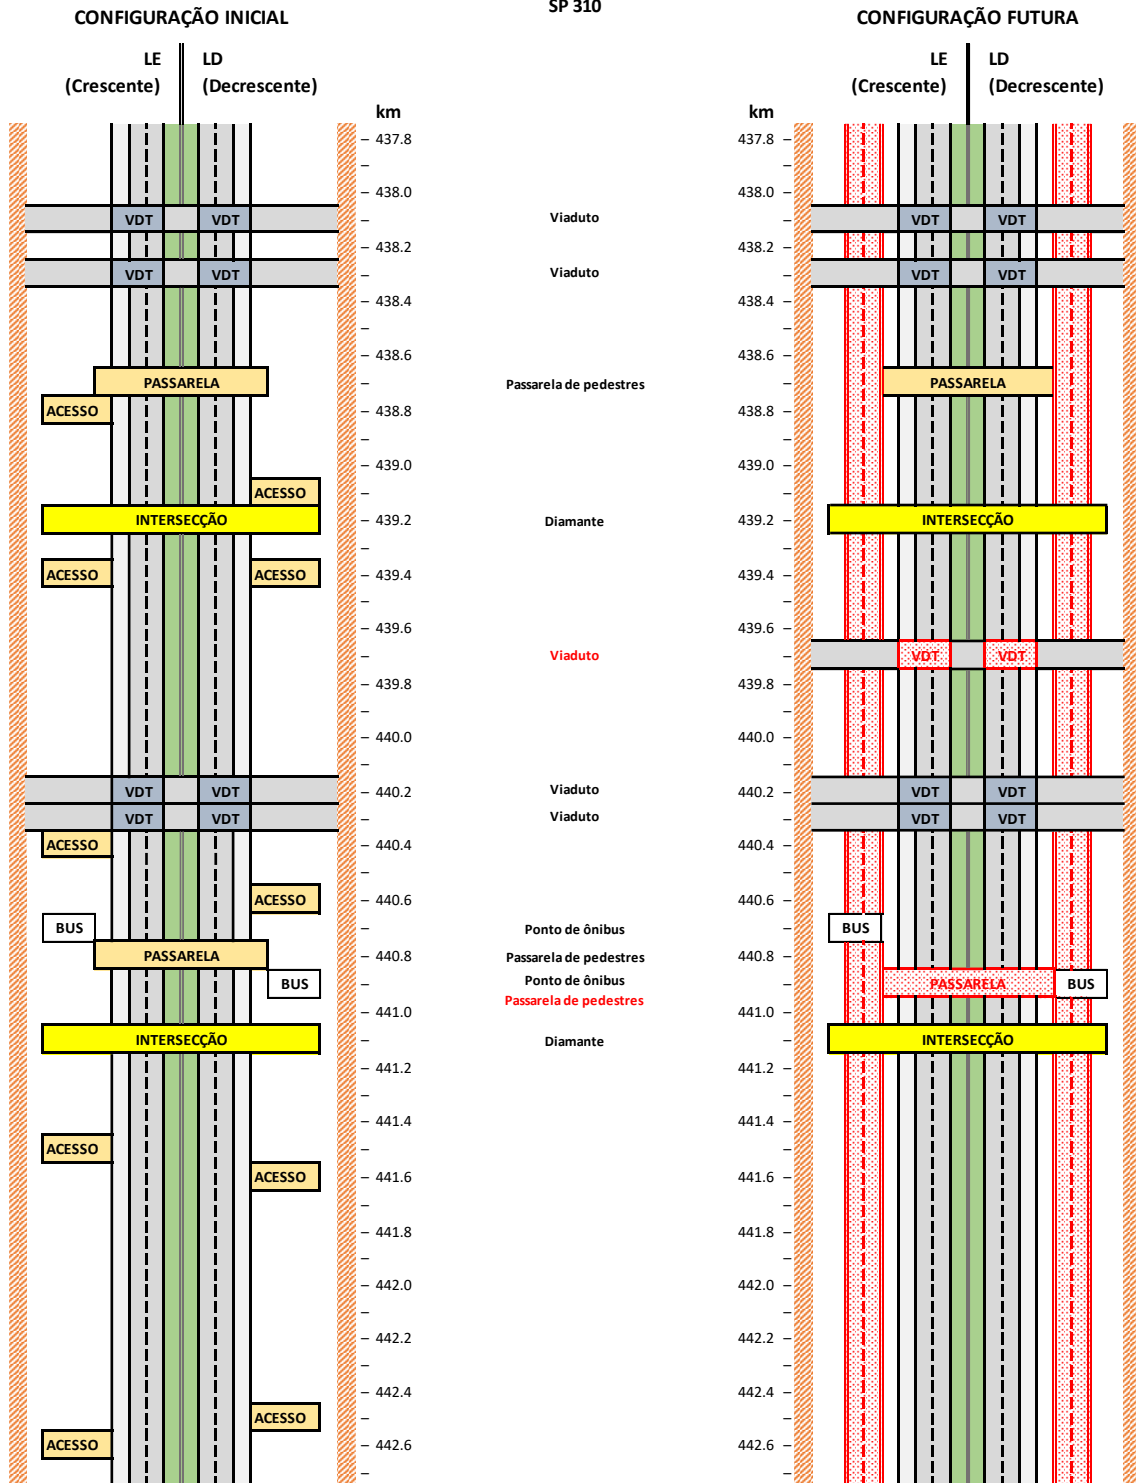 SP 310
CONFIGURAÇÃO INICIAL
CONFIGURAÇÃO FUTURA
LE LD
(Crescente) (Decrescente)
LE LD
(Crescente) (Decrescente)
km
km
437.8 437.8
438.0 438.0
VDT VDT Viaduto VDT VDT
438.2 438.2
VDT VDT Viaduto VDT VDT
438.4 438.4
438.6 438.6
PASSARELA Passarela de pedestres PASSARELA
ACESSO 438.8 438.8
439.0 439.0
ACESSO
INTERSECÇÃO 439.2 Diamante 439.2 INTERSECÇÃO
ACESSO ACESSO 439.4 439.4
439.6 439.6
Viaduto VDT VDT
439.8 439.8
440.0 440.0
VDT VDT 440.2 Viaduto 440.2 VDT VDT
VDT VDT Viaduto VDT VDT
ACESSO 440.4 440.4
ACESSO 440.6 440.6
BUS Ponto de ônibus BUS
PASSARELA 440.8 Passarela de pedestres 440.8
BUS Ponto de ônibus PASSARELA BUS
Passarela de pedestres
441.0 441.0
INTERSECÇÃO Diamante INTERSECÇÃO
441.2 441.2
441.4 441.4
ACESSO
ACESSO 441.6 441.6
441.8 441.8
442.0 442.0
442.2 442.2
442.4 442.4
ACESSO
ACESSO 442.6 442.6